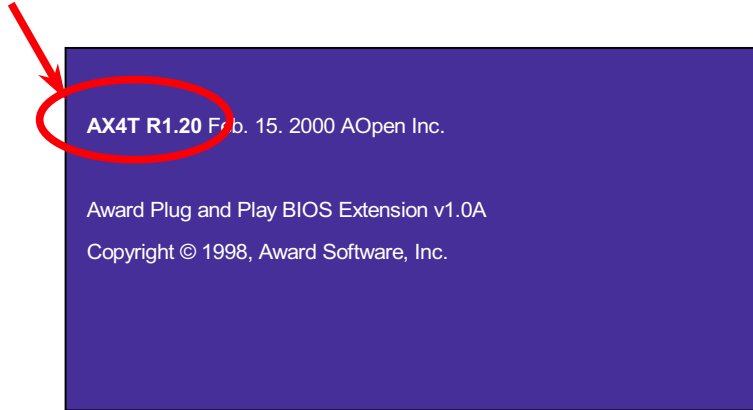 AX4T R1.20 Feb. 15. 2000 AOpen Inc.
Award Plug and Play BIOS Extension v1.0A
Copyright © 1998, Award Software, Inc.